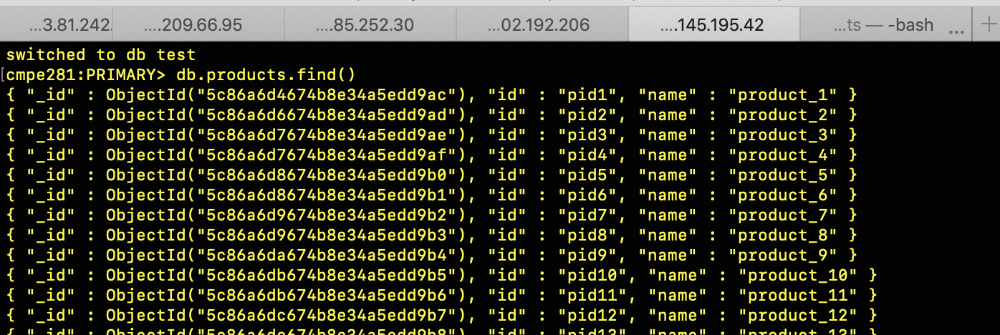 ...3.81.242. ....209.66.95 ....85.252.30 ...02.192.206 ....145.195.42 ...ts — -bash ... +
switched to db test
[cmpe281:PRIMARY> db.products.find()
{ "_id" : ObjectId("5c86a6d4674b8e34a5edd9ac"), "id" : "pid1", "name" : "product_1" }
{ "_id" : ObjectId("5c86a6d6674b8e34a5edd9ad"), "id" : "pid2", "name" : "product_2" }
{ "_id" : ObjectId("5c86a6d7674b8e34a5edd9ae"), "id" : "pid3", "name" : "product_3" }
{ "_id" : ObjectId("5c86a6d7674b8e34a5edd9af"), "id" : "pid4", "name" : "product_4" }
{ "_id" : ObjectId("5c86a6d8674b8e34a5edd9b0"), "id" : "pid5", "name" : "product_5" }
{ "_id" : ObjectId("5c86a6d8674b8e34a5edd9b1"), "id" : "pid6", "name" : "product_6" }
{ "_id" : ObjectId("5c86a6d9674b8e34a5edd9b2"), "id" : "pid7", "name" : "product_7" }
{ "_id" : ObjectId("5c86a6d9674b8e34a5edd9b3"), "id" : "pid8", "name" : "product_8" }
{ "_id" : ObjectId("5c86a6da674b8e34a5edd9b4"), "id" : "pid9", "name" : "product_9" }
{ "_id" : ObjectId("5c86a6db674b8e34a5edd9b5"), "id" : "pid10", "name" : "product_10" }
{ "_id" : ObjectId("5c86a6db674b8e34a5edd9b6"), "id" : "pid11", "name" : "product_11" }
{ "_id" : ObjectId("5c86a6dc674b8e34a5edd9b7"), "id" : "pid12", "name" : "product_12" }